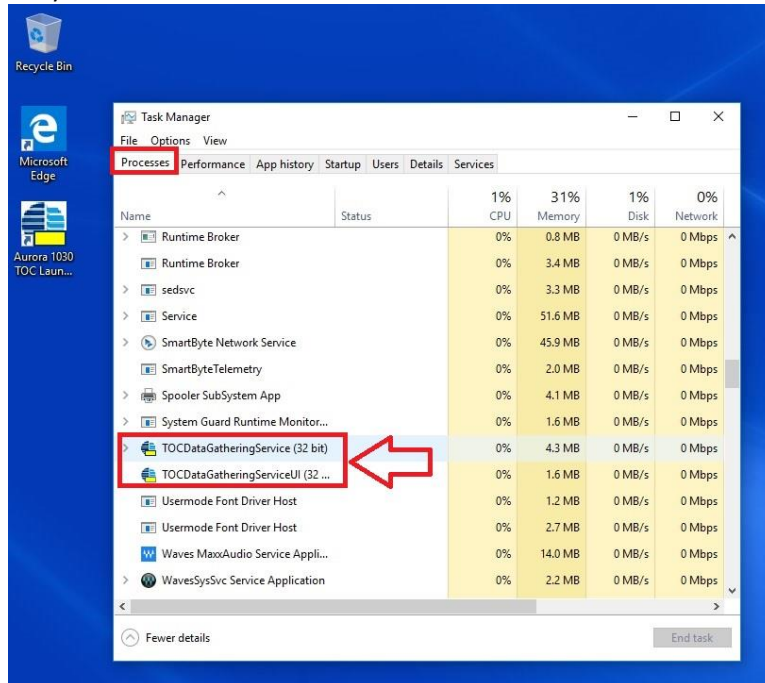 Recycle Bin
Microsoft
Edge
Aurora 1030
TOC Laun...
Task Manager
File Options View
Processes Performance App history Startup Users Details Services
1% 31% 1% 0%
Name Status CPU Memory Disk Network
Runtime Broker 0% 0.8 MB 0 MB/s 0 Mbps
Runtime Broker 0% 3.4 MB 0 MB/s 0 Mbps
sedsvc 0% 3.3 MB 0 MB/s 0 Mbps
Service 0% 51.6 MB 0 MB/s 0 Mbps
SmartByte Network Service 0% 45.9 MB 0 MB/s 0 Mbps
SmartByteTelemetry 0% 2.0 MB 0 MB/s 0 Mbps
Spooler SubSystem App 0% 4.1 MB 0 MB/s 0 Mbps
System Guard Runtime Monitor... 0% 1.6 MB 0 MB/s 0 Mbps
TOCDataGatheringService (32 bit) 0% 4.3 MB 0 MB/s 0 Mbps
TOCDataGatheringServiceUI (32 ... 0% 1.6 MB 0 MB/s 0 Mbps
Usermode Font Driver Host 0% 1.2 MB 0 MB/s 0 Mbps
Usermode Font Driver Host 0% 2.7 MB 0 MB/s 0 Mbps
Waves MaxxAudio Service Appli... 0% 14.0 MB 0 MB/s 0 Mbps
WavesSysSvc Service Application 0% 2.2 MB 0 MB/s 0 Mbps
Fewer details End task